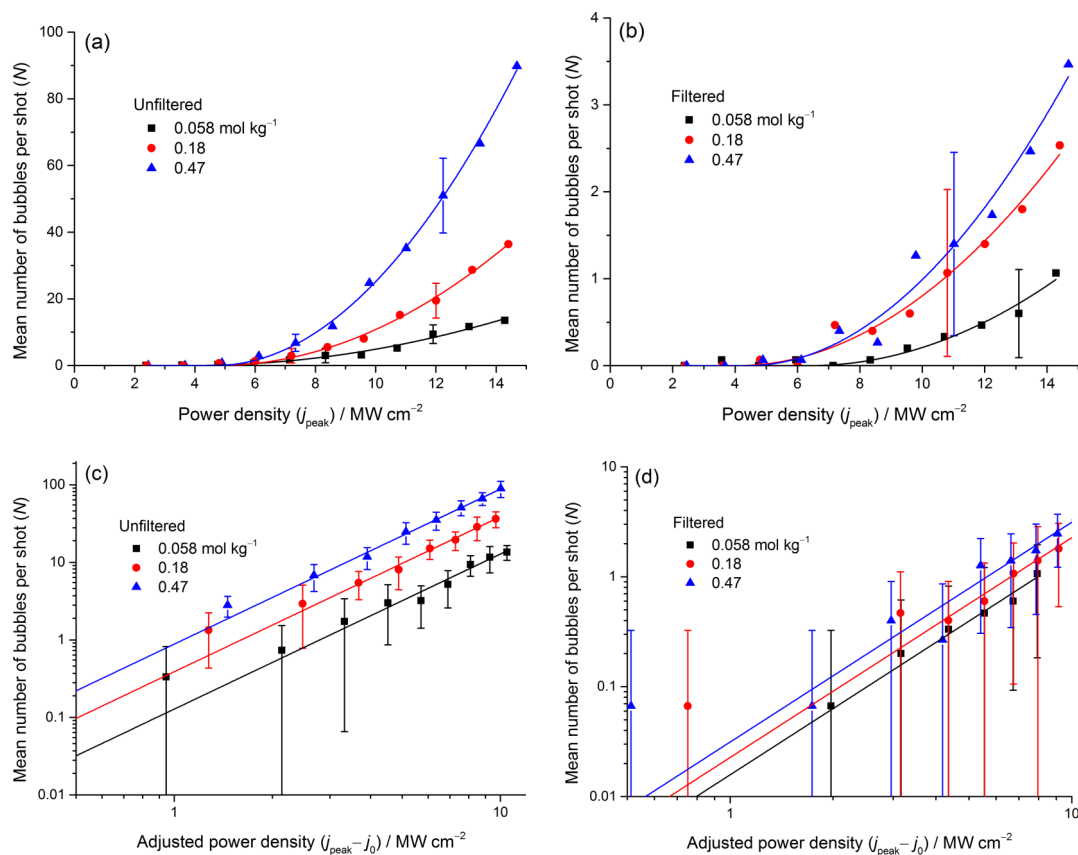 (a)
Unfiltered
0.058 mol kg⁻¹
0.18
0.47
Mean number of bubbles per shot (N)
100
80
60
40
20
0
0 2 4 6 8 10 12 14
Power density (j_peak) / MW cm⁻²
(b)
Filtered
0.058 mol kg⁻¹
0.18
0.47
Mean number of bubbles per shot (N)
4
3
2
1
0
0 2 4 6 8 10 12 14
Power density (j_peak) / MW cm⁻²
(c)
Unfiltered
0.058 mol kg⁻¹
0.18
0.47
Mean number of bubbles per shot (N)
100
10
1
0.1
0.01
1 10
Adjusted power density (j_peak– j₀) / MW cm⁻²
(d)
Filtered
0.058 mol kg⁻¹
0.18
0.47
Mean number of bubbles per shot (N)
10
1
0.1
0.01
1 10
Adjusted power density (j_peak– j₀) / MW cm⁻²